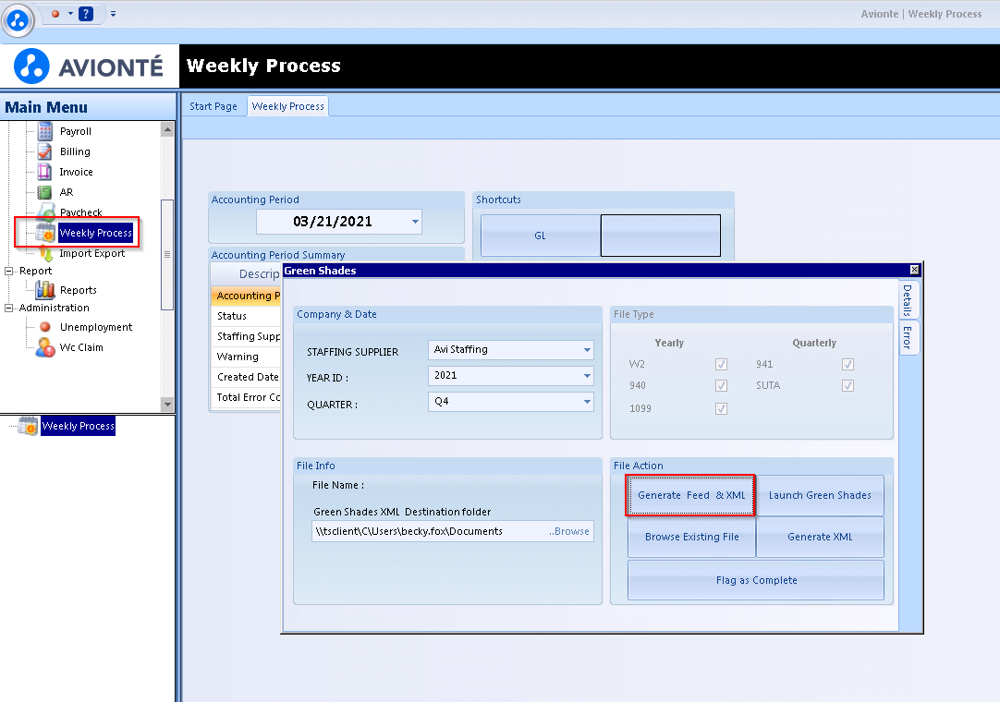 ?
Avionte | Weekly Process
AVIONTÉ
Weekly Process
Main Menu
Start Page
Weekly Process
Payroll
Billing
Invoice
AR
Paycheck
Weekly Process
Import Export
Report
Reports
Administration
Unemployment
Wc Claim
Weekly Process
Accounting Period
03/21/2021
Shortcuts
GL
Accounting Period Summary
Descrip
Accounting P
Status
Staffing Supp
Warning
Created Date
Total Error Co
Green Shades
Details
Error
Company & Date
STAFFING SUPPLIER
Avi Staffing
YEAR ID :
2021
QUARTER :
Q4
File Type
Yearly
Quarterly
W2
941
940
SUTA
1099
File Info
File Name :
Green Shades XML Destination folder
\\tsclient\C\Users\becky.fox\Documents
..Browse
File Action
Generate Feed & XML
Launch Green Shades
Browse Existing File
Generate XML
Flag as Complete